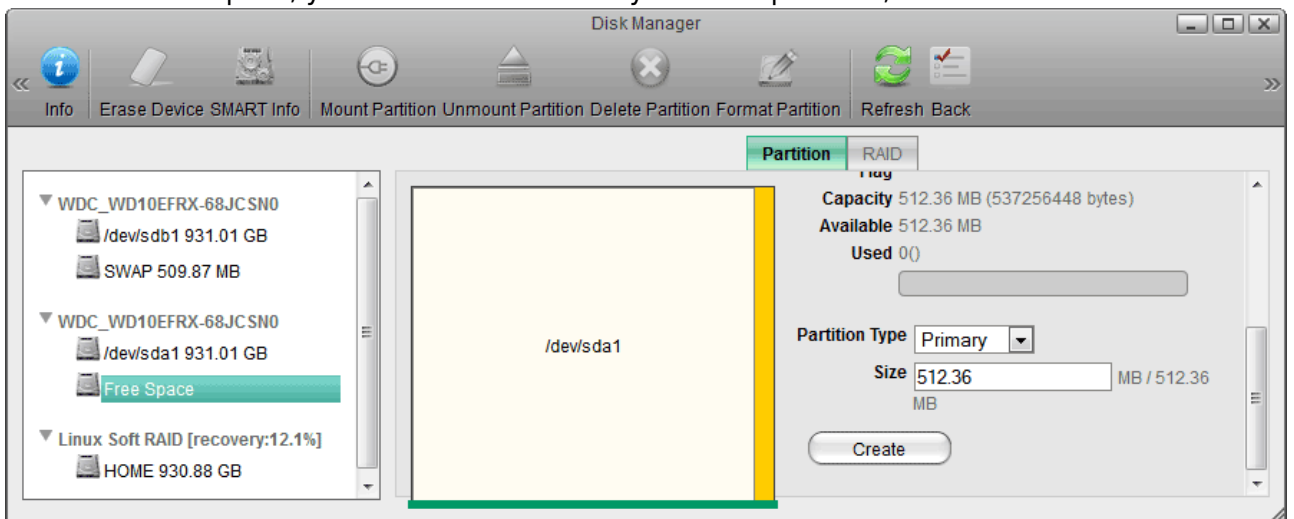 Disk Manager
Info Erase Device SMART Info Mount Partition Unmount Partition Delete Partition Format Partition Refresh Back
Partition RAID
WDC_WD10EFRX-68JCSN0
/dev/sdb1 931.01 GB
SWAP 509.87 MB
WDC_WD10EFRX-68JCSN0
/dev/sda1 931.01 GB
Free Space
Linux Soft RAID [recovery:12.1%]
HOME 930.88 GB
/dev/sda1
Capacity 512.36 MB (537256448 bytes)
Available 512.36 MB
Used 0()
Partition Type Primary
Size 512.36 MB / 512.36
MB
Create